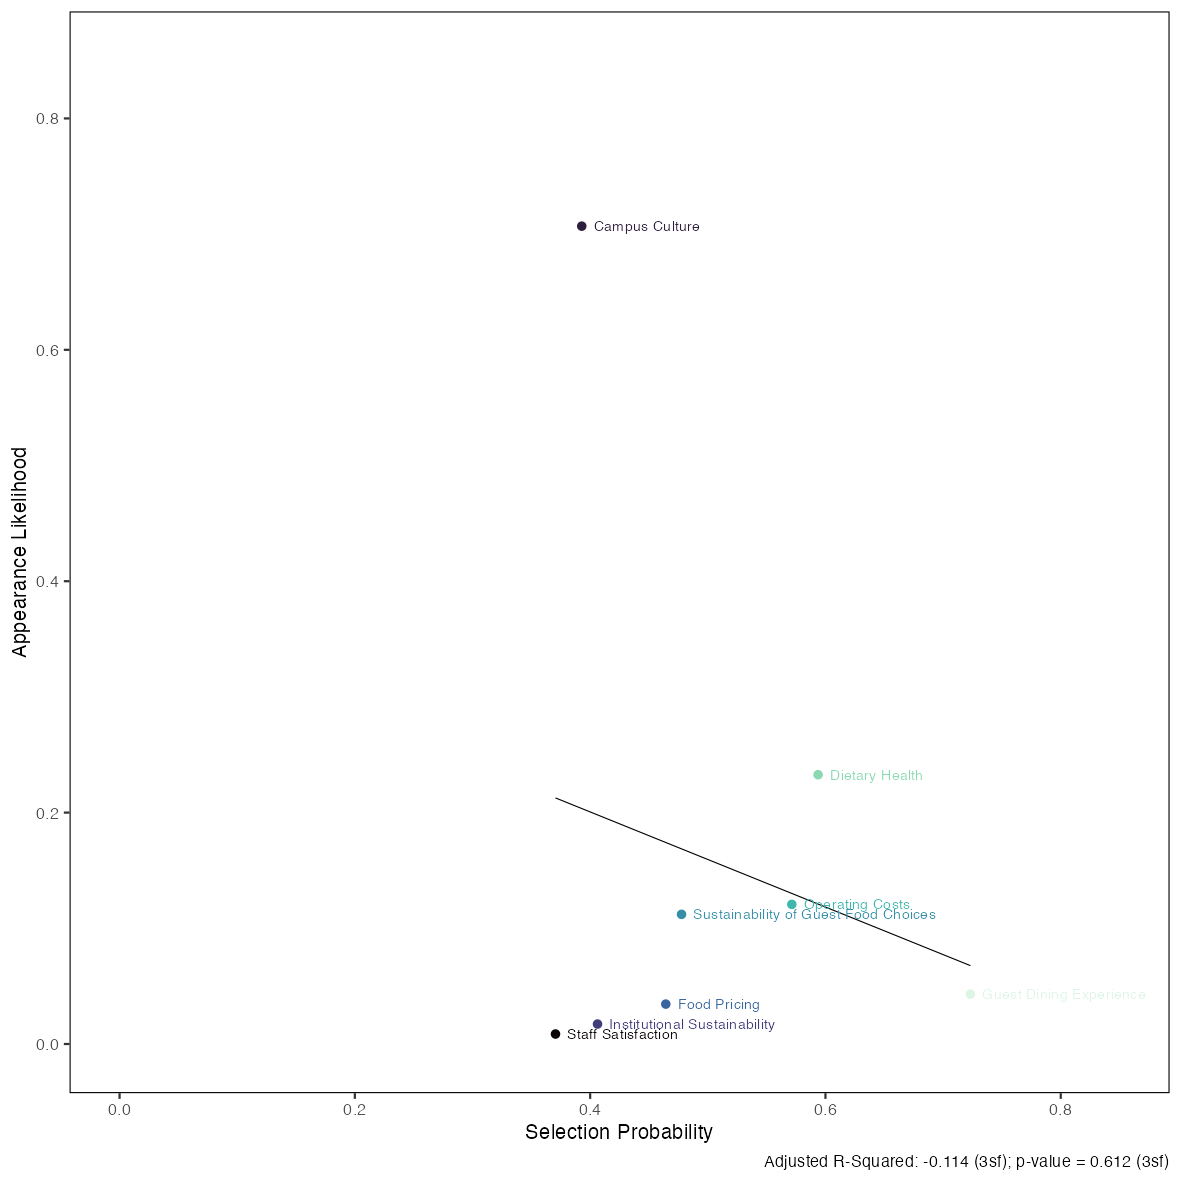 0.8
Campus Culture
0.6
Appearance Likelihood
0.4
Dietary Health
0.2
Operating Costs
Sustainability of Guest Food Choices
Guest Dining Experience
Food Pricing
Institutional Sustainability
Staff Satisfaction
0.0
0.0 0.2 0.4 0.6 0.8
Selection Probability
Adjusted R-Squared: -0.114 (3sf); p-value = 0.612 (3sf)